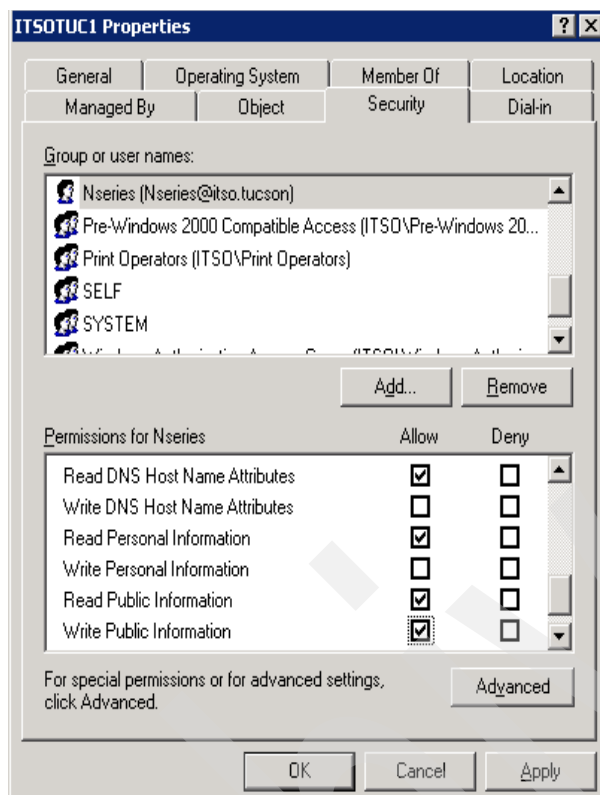 ITSOTUC1 Properties
General Operating System Member Of Location
Managed By Object Security Dial-in
Group or user names:
Nseries (Nseries@itso.tucson)
Pre-Windows 2000 Compatible Access (ITSO\Pre-Windows 20...
Print Operators (ITSO\Print Operators)
SELF
SYSTEM
Add... Remove
Permissions for Nseries Allow Deny
Read DNS Host Name Attributes
Write DNS Host Name Attributes
Read Personal Information
Write Personal Information
Read Public Information
Write Public Information
For special permissions or for advanced settings,
click Advanced.
Advanced
OK Cancel Apply